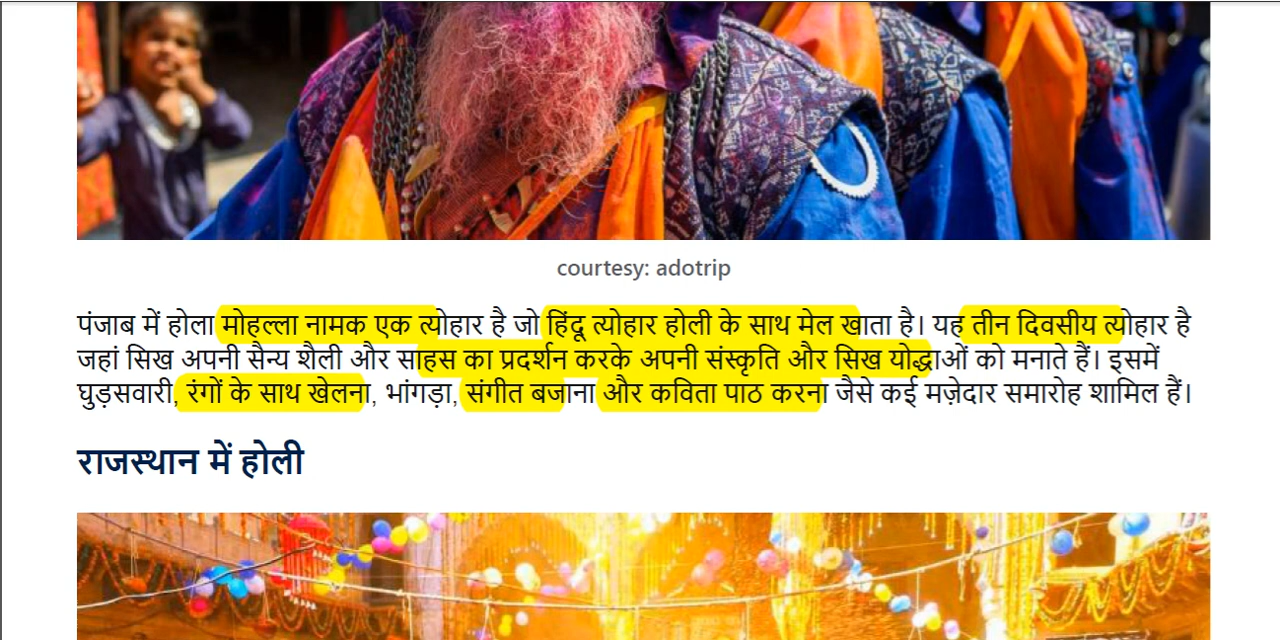 courtesy: adotrip
पंजाब में होला मोहल्ला नामक एक त्योहार है जो हिंदू त्योहार होली के साथ मेल खाता है। यह तीन दिवसीय त्योहार है
जहां सिख अपनी सैन्य शैली और साहस का प्रदर्शन करके अपनी संस्कृति और सिख योद्धाओं को मनाते हैं। इसमें
घुड़सवारी, रंगों के साथ खेलना, भांगड़ा, संगीत बजाना और कविता पाठ करना जैसे कई मज़ेदार समारोह शामिल हैं।
राजस्थान में होली